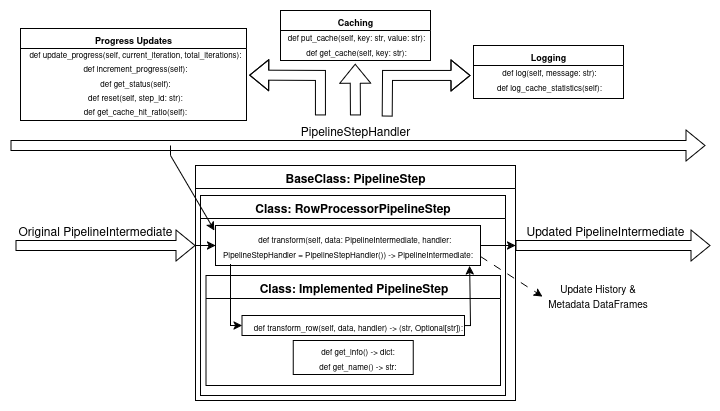 Caching
def put_cache(self, key: str, value: str):
def get_cache(self, key: str):
Progress Updates
def update_progress(self, current_iteration, total_iterations):
def increment_progress(self):
def get_status(self):
def reset(self, step_id: str):
def get_cache_hit_ratio(self):
Logging
def log(self, message: str):
def log_cache_statistics(self):
PipelineStepHandler
BaseClass: PipelineStep
Class: RowProcessorPipelineStep
Original PipelineIntermediate
def transform(self, data: PipelineIntermediate, handler:
PipelineStepHandler = PipelineStepHandler()) -> PipelineIntermediate:
Updated PipelineIntermediate
Update History &
Metadata DataFrames
Class: Implemented PipelineStep
def transform_row(self, data, handler) -> (str, Optional[str]):
def get_info() -> dict:
def get_name() -> str: